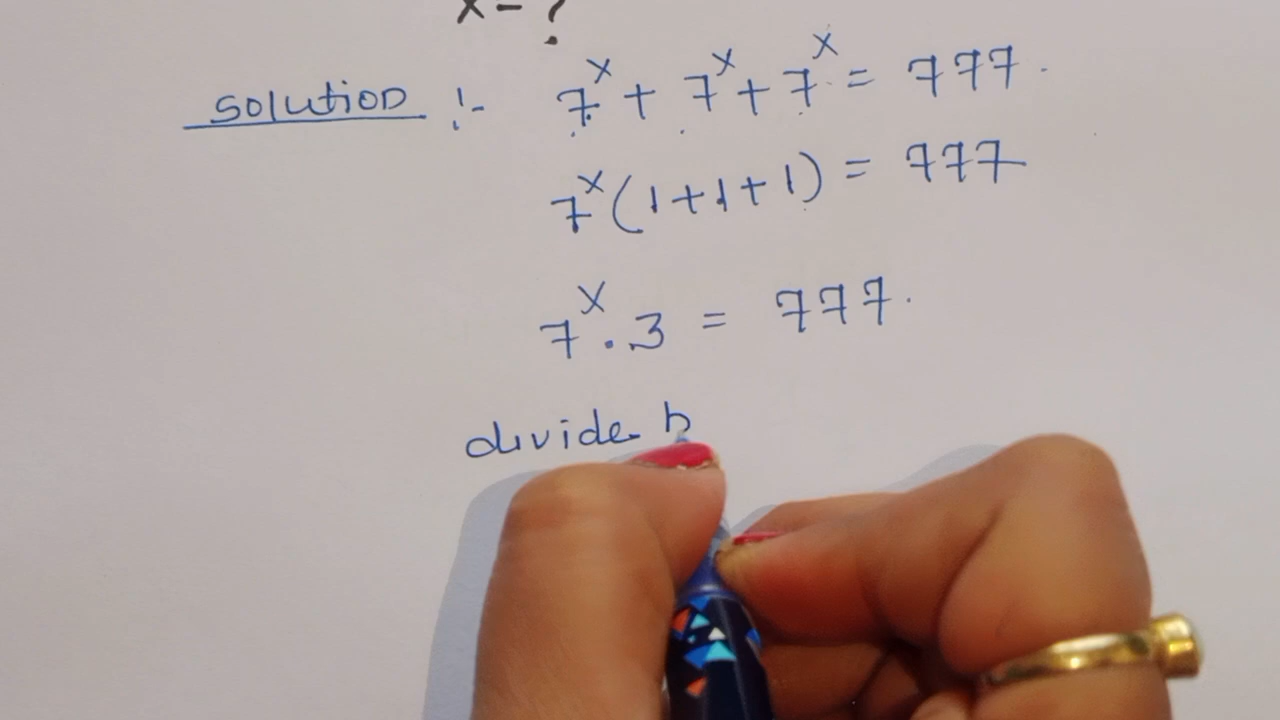 x = ?
Solution :- 7^x + 7^x + 7^x = 777.
7^x (1+1+1) = 777
7^x . 3 = 777.
divide b